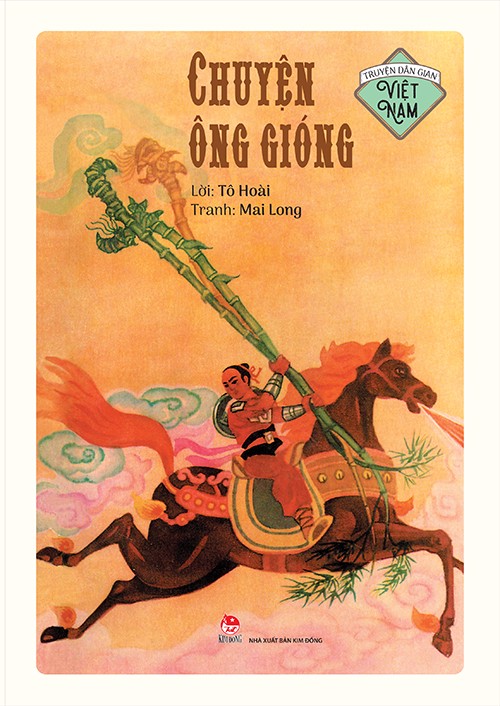 CHUYỆN
ÔNG GIÓNG
TRUYỆN DÂN GIAN
VIỆT
NAM
Lời: Tô Hoài
Tranh: Mai Long
KIM ĐỒNG
NHÀ XUẤT BẢN KIM ĐỒNG